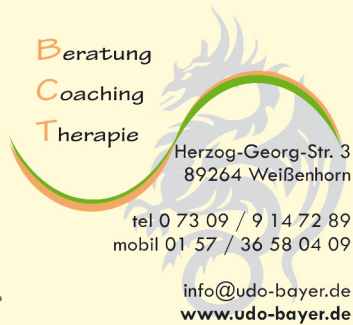 Beratung
Coaching
Therapie
Herzog-Georg-Str. 3
89264 Weißenhorn
tel 0 73 09 / 9 14 72 89
mobil 01 57 / 36 58 04 09
info@udo-bayer.de
www.udo-bayer.de